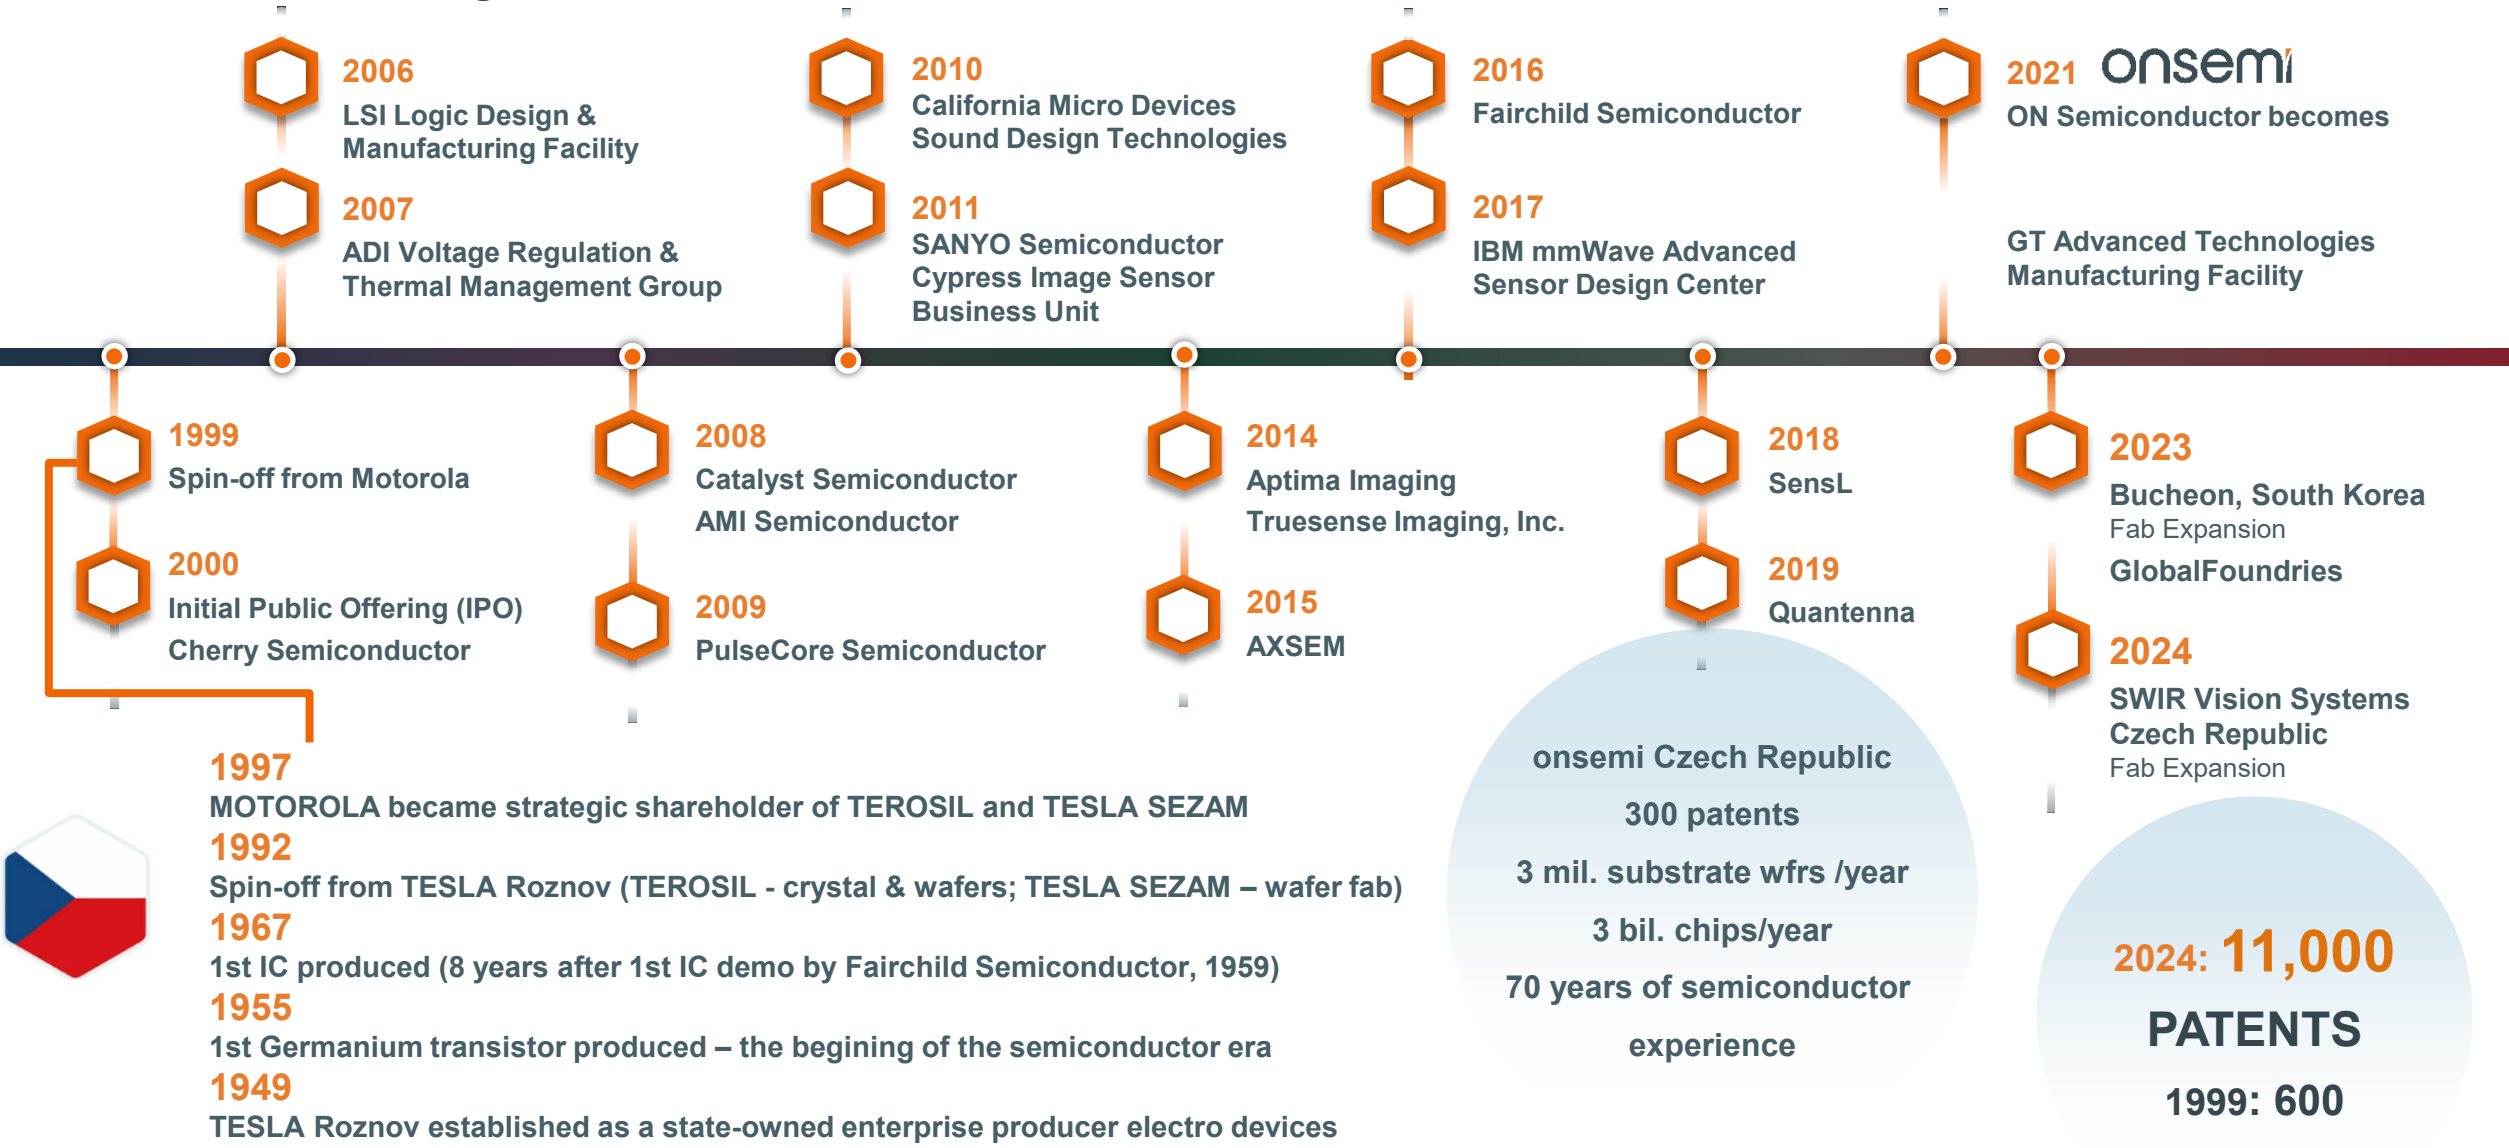 2006
LSI Logic Design &
Manufacturing Facility
2007
ADI Voltage Regulation &
Thermal Management Group
2010
California Micro Devices
Sound Design Technologies
2011
SANYO Semiconductor
Cypress Image Sensor
Business Unit
2016
Fairchild Semiconductor
2017
IBM mmWave Advanced
Sensor Design Center
2021 onsemi
ON Semiconductor becomes
GT Advanced Technologies
Manufacturing Facility
1999
Spin-off from Motorola
2000
Initial Public Offering (IPO)
Cherry Semiconductor
2008
Catalyst Semiconductor
AMI Semiconductor
2009
PulseCore Semiconductor
2014
Aptima Imaging
Truesense Imaging, Inc.
2015
AXSEM
2018
SensL
2019
Quantenna
2023
Bucheon, South Korea
Fab Expansion
GlobalFoundries
2024
SWIR Vision Systems
Czech Republic
Fab Expansion
1997
MOTOROLA became strategic shareholder of TEROSIL and TESLA SEZAM
1992
Spin-off from TESLA Roznov (TEROSIL - crystal & wafers; TESLA SEZAM – wafer fab)
1967
1st IC produced (8 years after 1st IC demo by Fairchild Semiconductor, 1959)
1955
1st Germanium transistor produced – the begining of the semiconductor era
1949
TESLA Roznov established as a state-owned enterprise producer electro devices
onsemi Czech Republic
300 patents
3 mil. substrate wfrs /year
3 bil. chips/year
70 years of semiconductor
experience
2024: 11,000
PATENTS
1999: 600